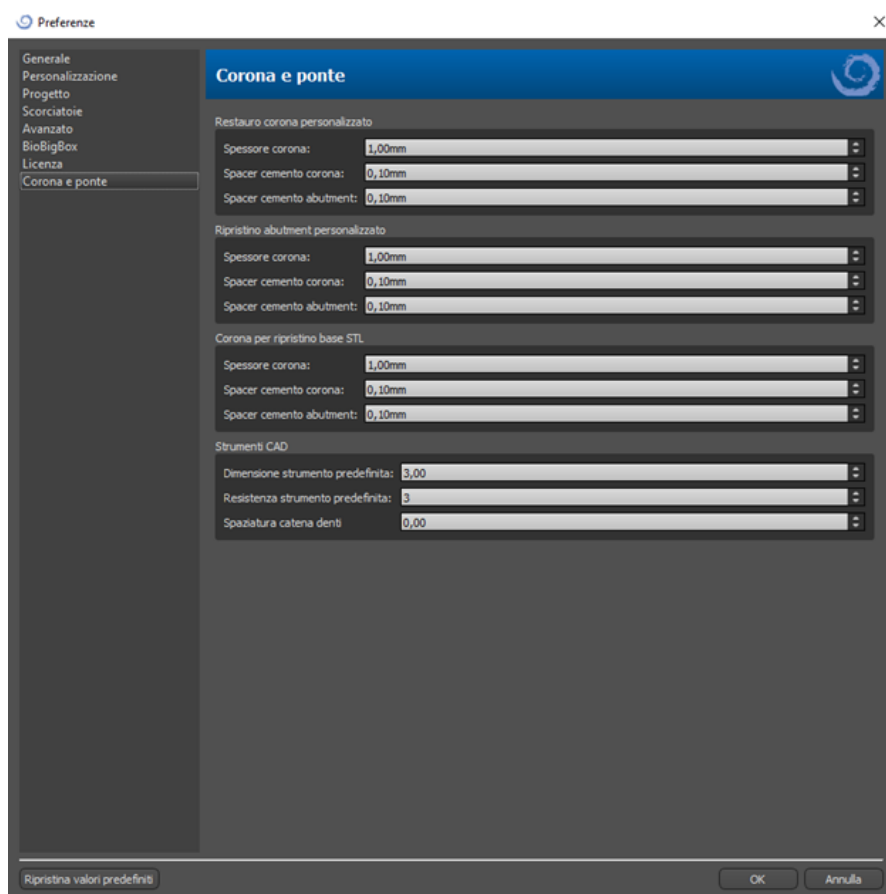 Preferenze
Generale
Personalizzazione
Progetto
Scorciatoie
Avanzato
BioBigBox
Licenza
Corona e ponte
Corona e ponte
Restauro corona personalizzato
Spessore corona: 1,00mm
Spacer cemento corona: 0,10mm
Spacer cemento abutment: 0,10mm
Ripristino abutment personalizzato
Spessore corona: 1,00mm
Spacer cemento corona: 0,10mm
Spacer cemento abutment: 0,10mm
Corona per ripristino base STL
Spessore corona: 1,00mm
Spacer cemento corona: 0,10mm
Spacer cemento abutment: 0,10mm
Strumenti CAD
Dimensione strumento predefinita: 3,00
Resistenza strumento predefinita: 3
Spaziatura catena denti 0,00
Ripristina valori predefiniti OK Annulla